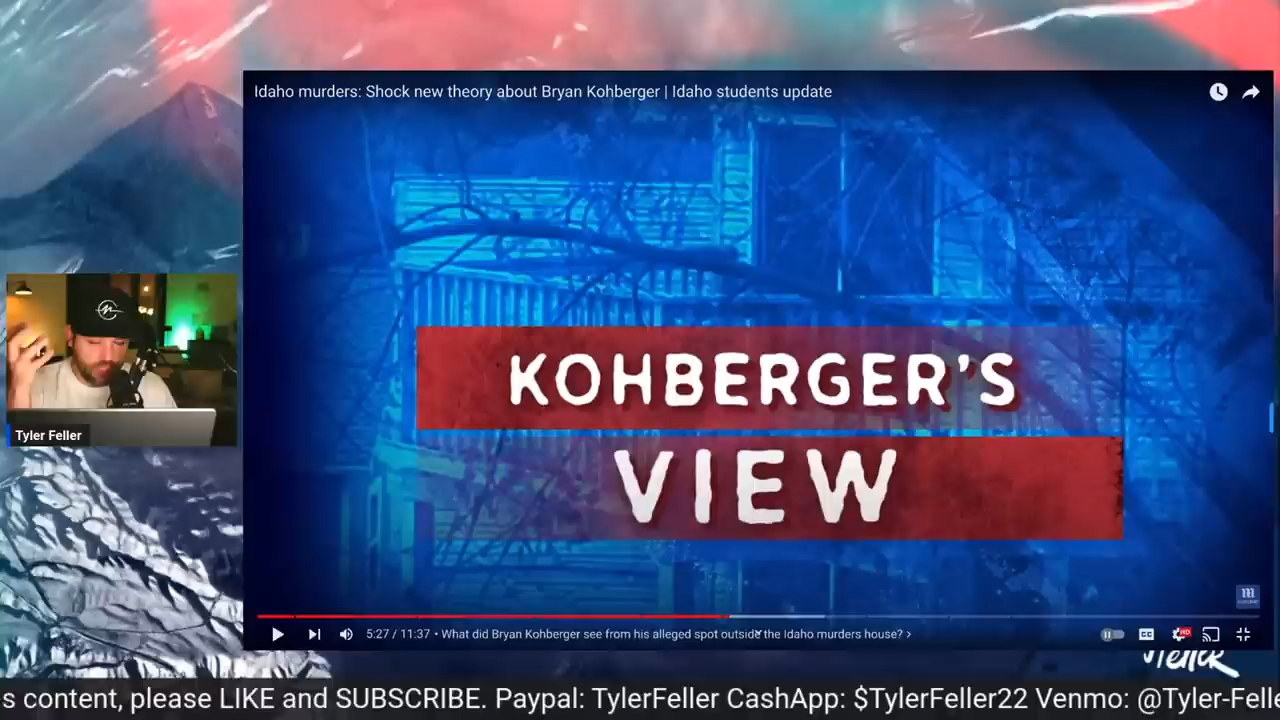 Idaho murders: Shock new theory about Bryan Kohberger | Idaho students update
KOHBERGER'S
VIEW
Tyler Feller
5:27 / 11:37 • What did Bryan Kohberger see from his alleged spot outside the Idaho murders house? >
CC
HD
s content, please LIKE and SUBSCRIBE. Paypal: TylerFeller CashApp: $TylerFeller22 Venmo: @Tyler-Felle